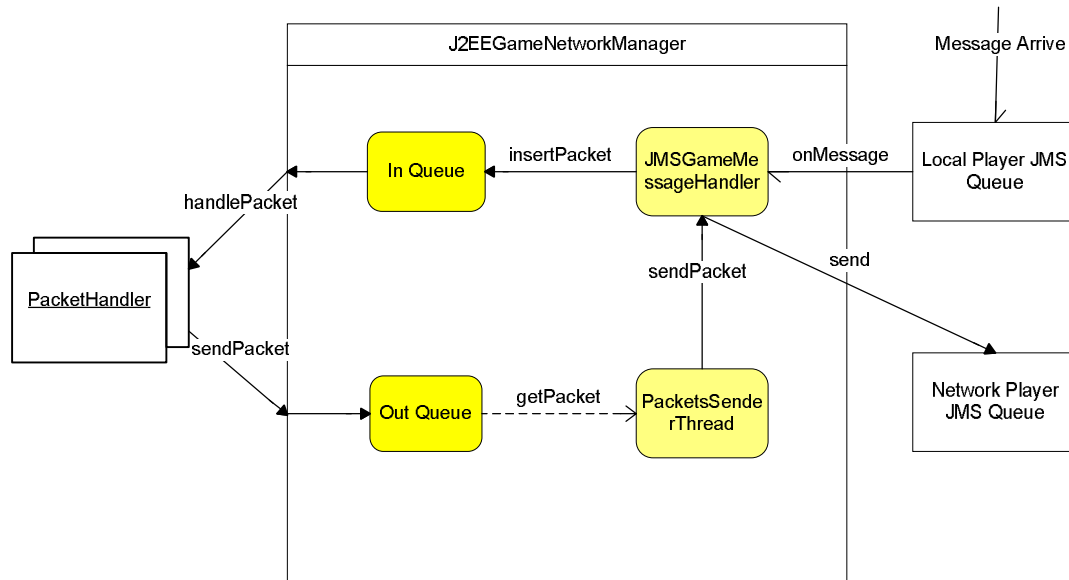 J2EEGameNetworkManager
Message Arrive
In Queue
insertPacket
JMSGameMe
ssageHandler
onMessage
Local Player JMS
Queue
handlePacket
PacketHandler
sendPacket
send
sendPacket
Out Queue
getPacket
PacketsSende
rThread
Network Player
JMS Queue